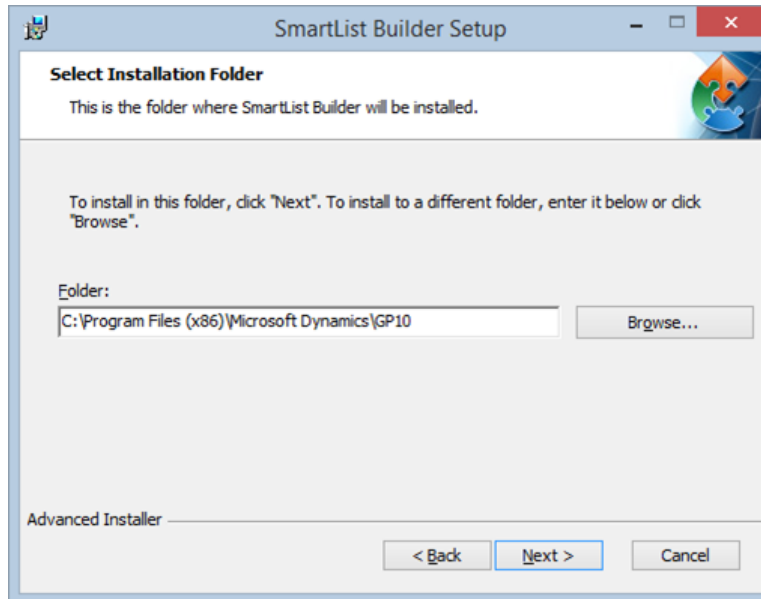 SmartList Builder Setup
Select Installation Folder
This is the folder where SmartList Builder will be installed.
To install in this folder, click "Next". To install to a different folder, enter it below or click
"Browse".
Folder:
C:\Program Files (x86)\Microsoft Dynamics\GP10
Browse...
Advanced Installer
< Back Next > Cancel